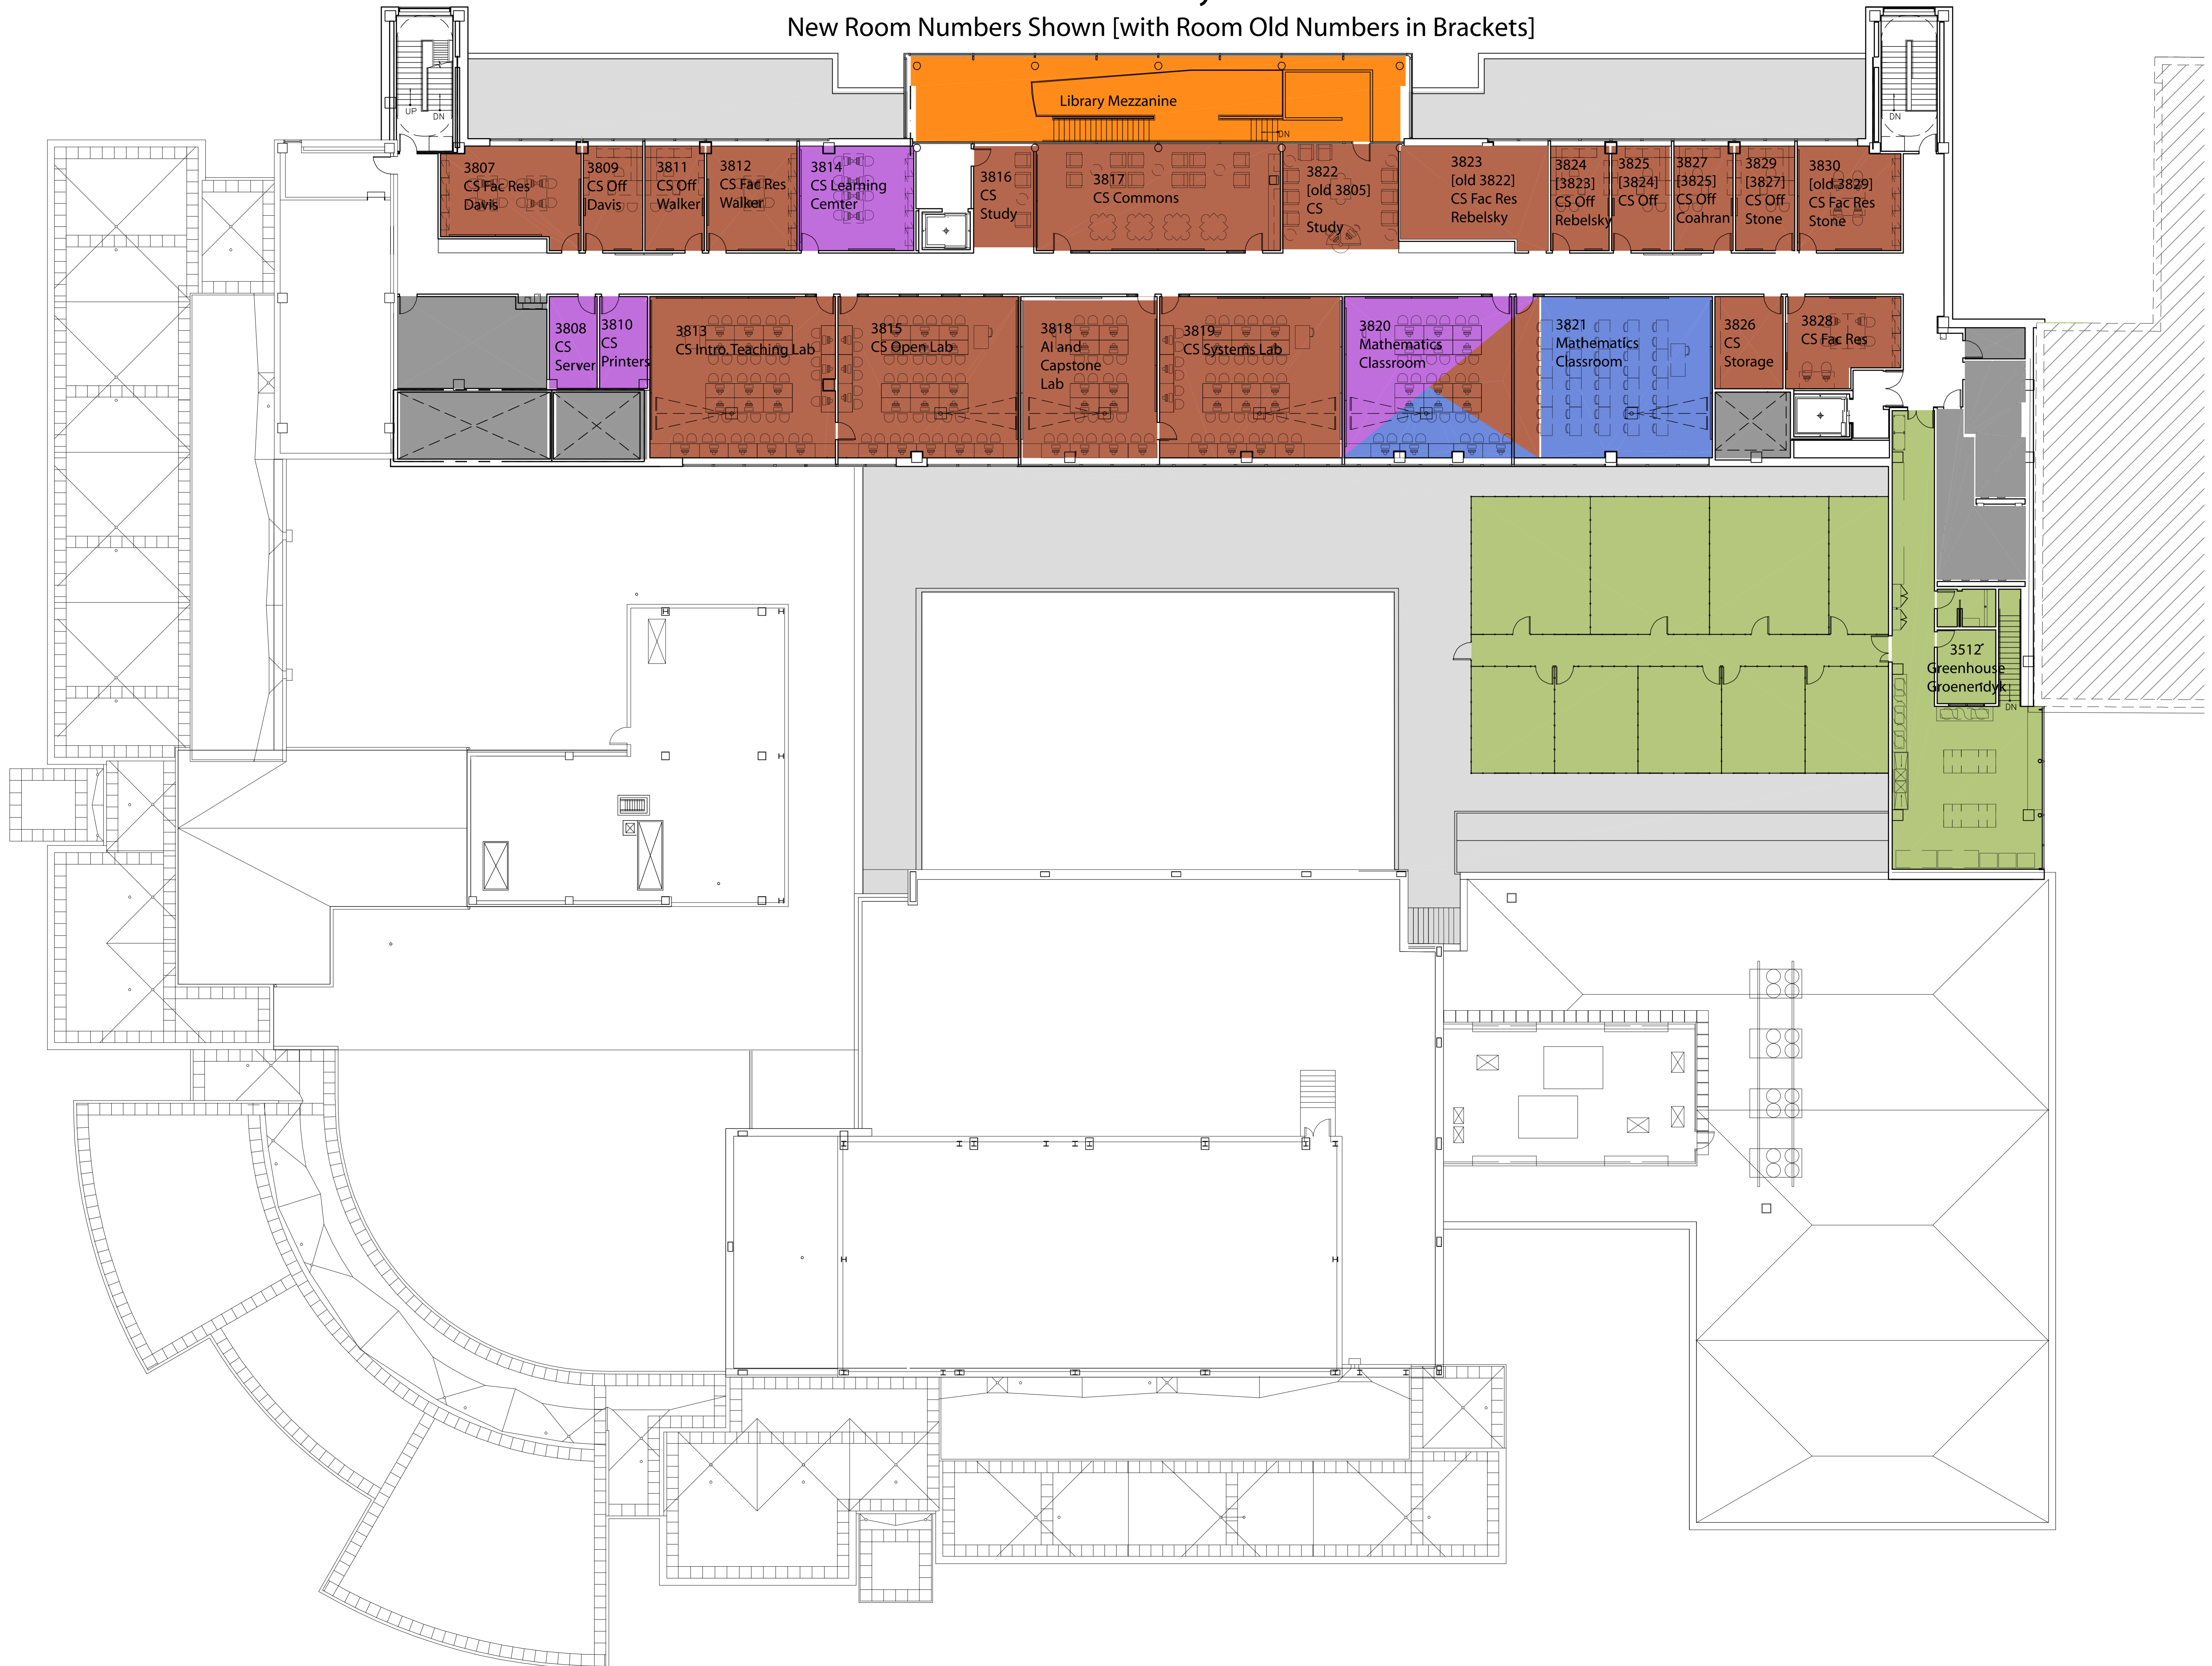 New Room Numbers Shown [with Room Old Numbers in Brackets]
UP
DN
Library Mezzanine
DN
DN
3807
CS Fac Res
Davis
3809
CS Off
Davis
3811
CS Off
Walker
3812
CS Fac Res
Walker
3814
CS Learning
Cemter
3816
CS
Study
3817
CS Commons
3822
[old 3805]
CS
Study
3823
[old 3822]
CS Fac Res
Rebelsky
3824
[3823]
CS Off
Rebelsky
3825
[3824]
CS Off
3827
[3825]
CS Off
Coahran
3829
[3827]
CS Off
Stone
3830
[old 3829]
CS Fac Res
Stone
3808
CS
Server
3810
CS
Printers
3813
CS Intro. Teaching Lab
3815
CS Open Lab
3818
AI and
Capstone
Lab
3819
CS Systems Lab
3820
Mathematics
Classroom
3821
Mathematics
Classroom
3826
CS
Storage
3828
CS Fac Res
3512
Greenhouse
Groenendyk
DN